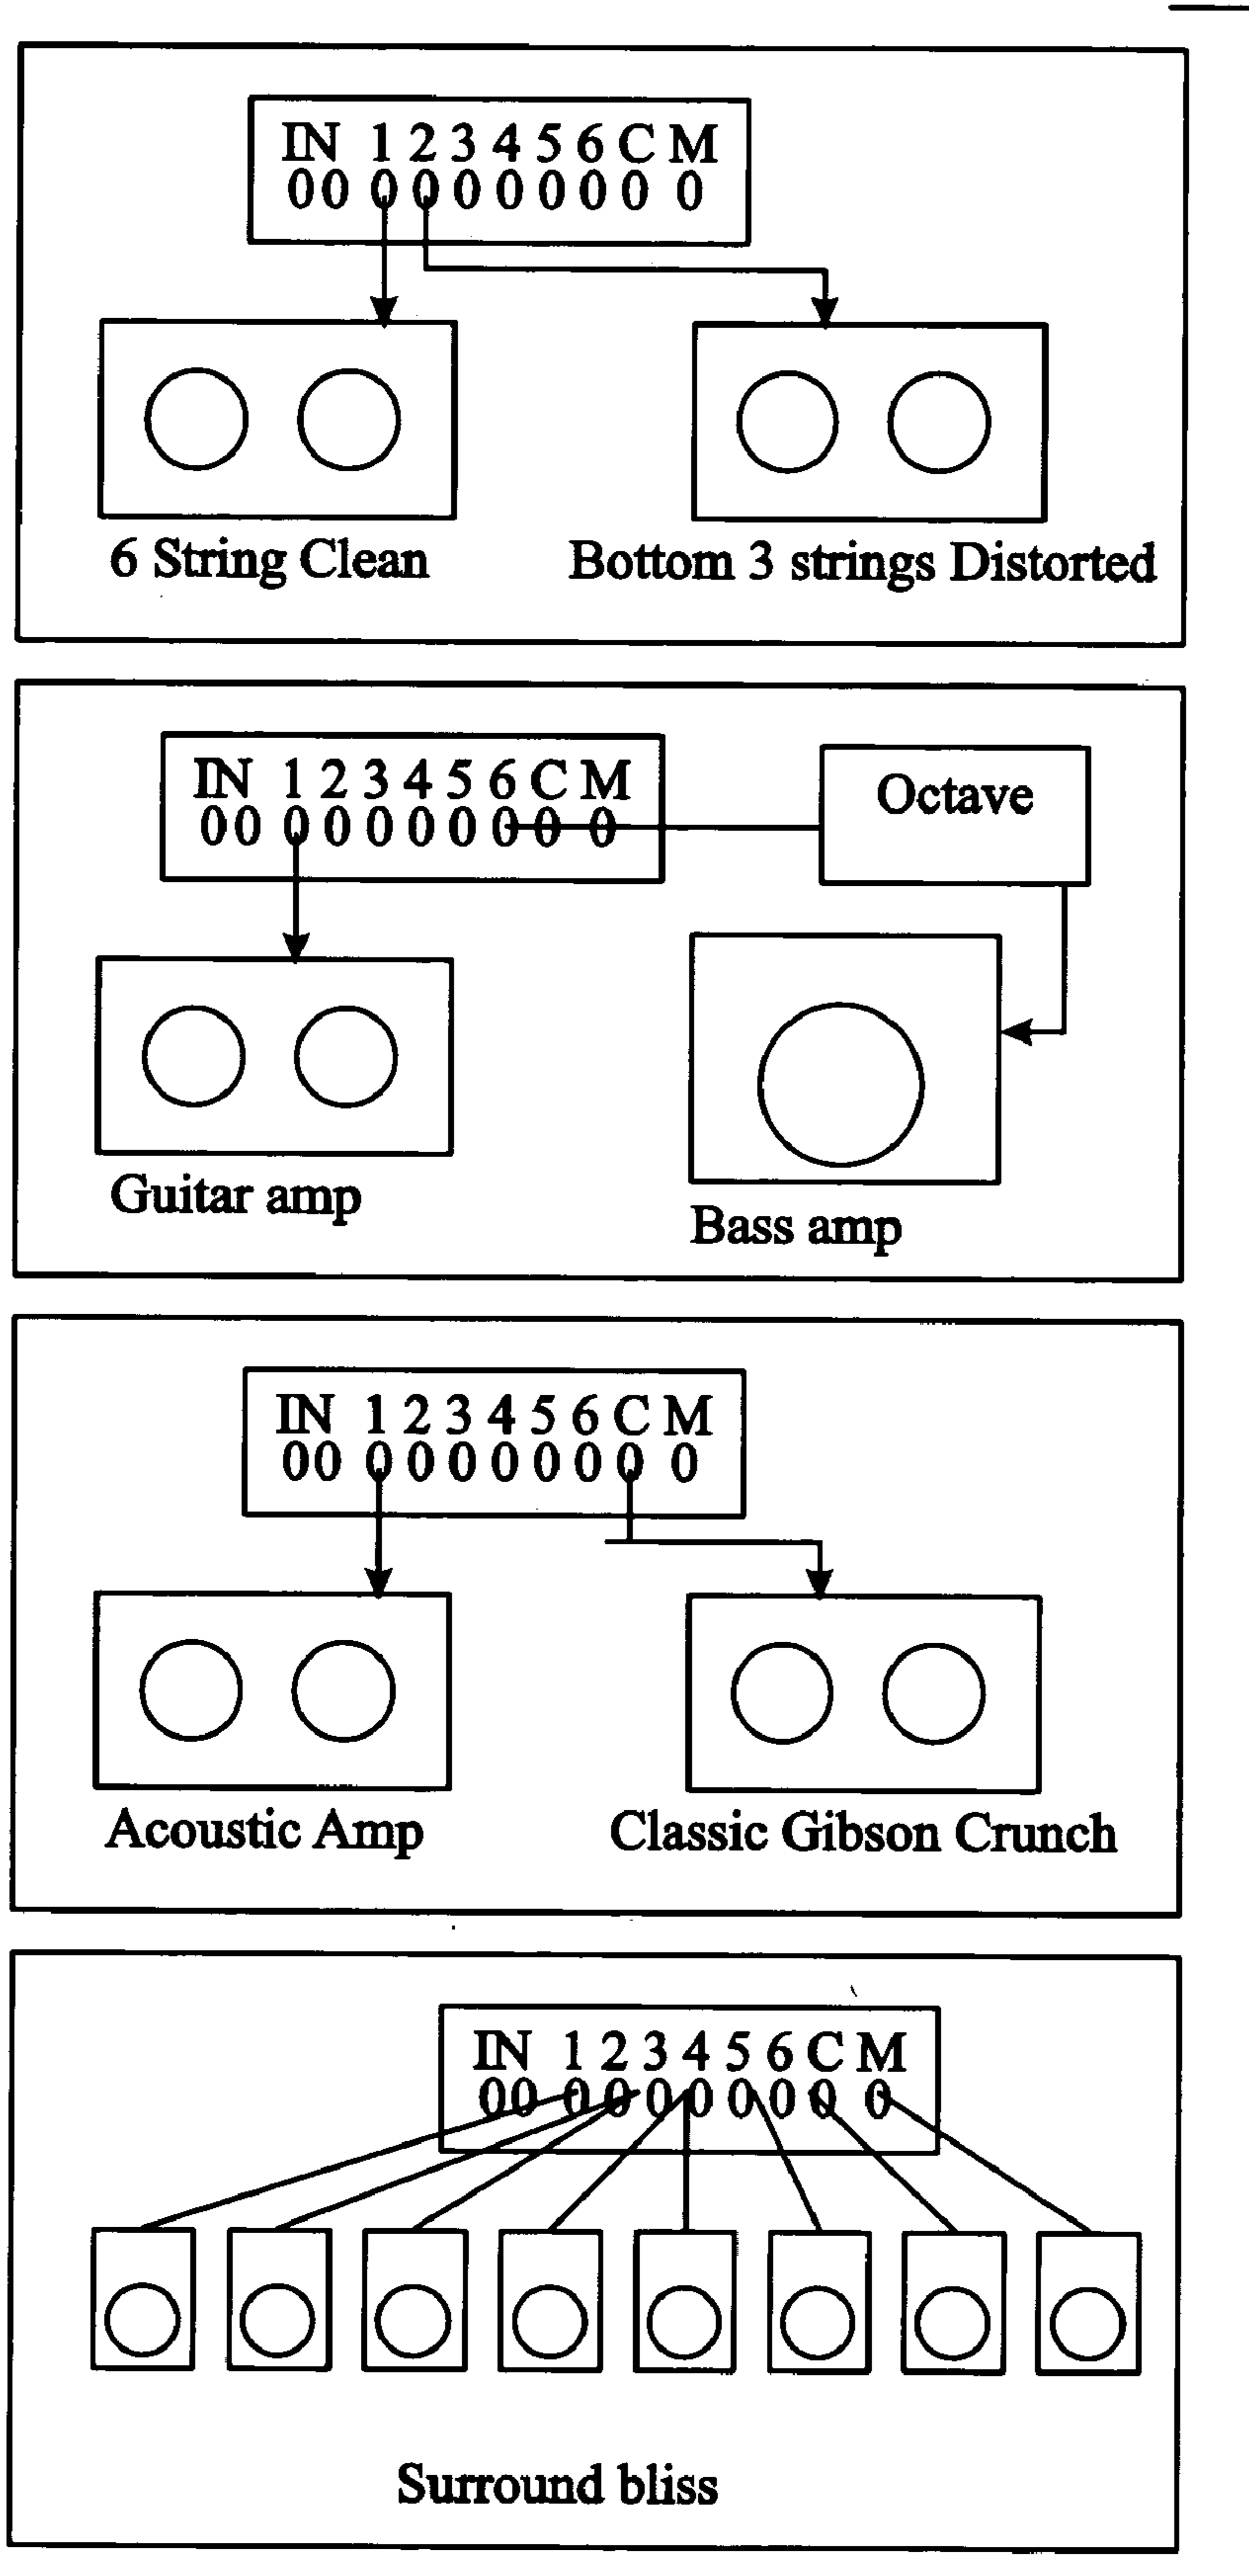 IN 1 2 3 4 5 6 C M
00 0 0 0 0 0 0 0 0
6 String Clean
Bottom 3 strings Distorted
IN 1 2 3 4 5 6 C M
00 0 0 0 0 0 0 0 0
Octave
Guitar amp
Bass amp
IN 1 2 3 4 5 6 C M
00 0 0 0 0 0 0 0 0
Acoustic Amp
Classic Gibson Crunch
IN 1 2 3 4 5 6 C M
00 0 0 0 0 0 0 0 0
Surround bliss